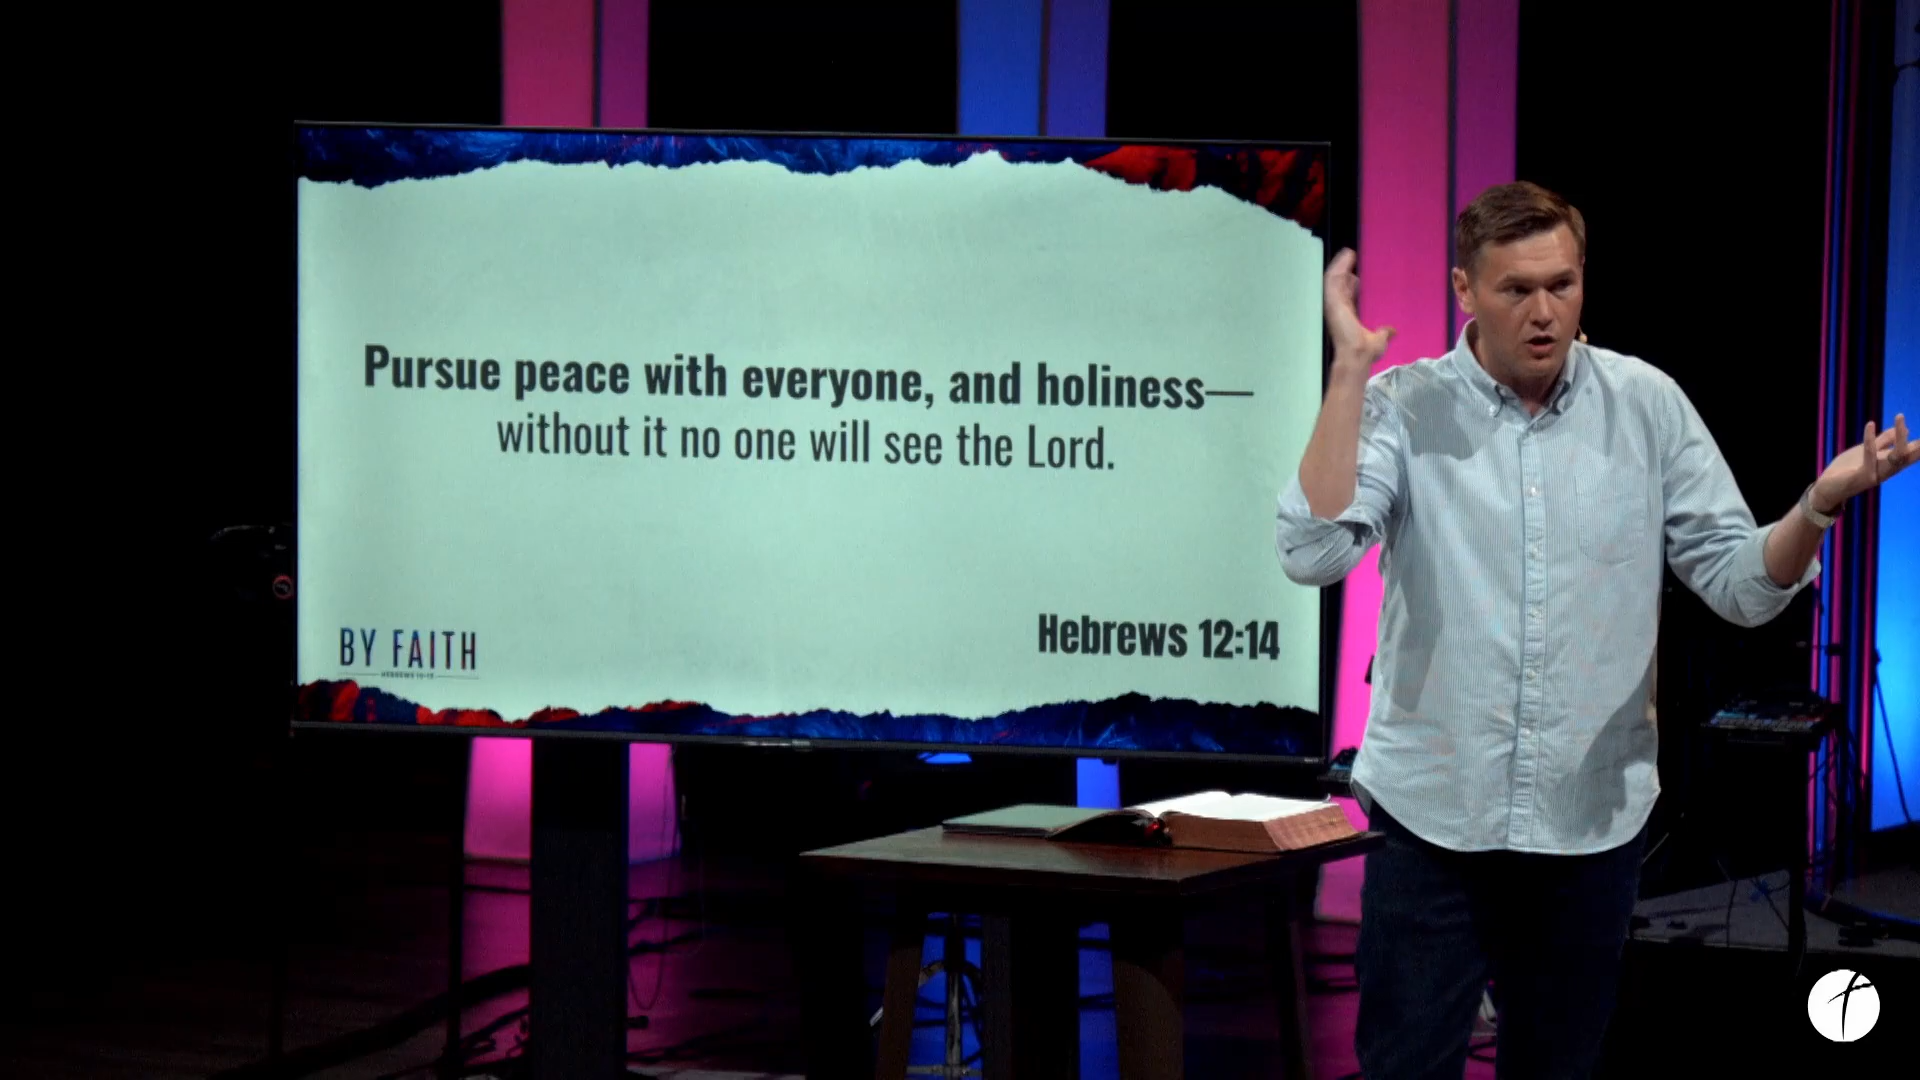 Pursue peace with everyone, and holiness—
without it no one will see the Lord.
Hebrews 12:14
BY FAITH